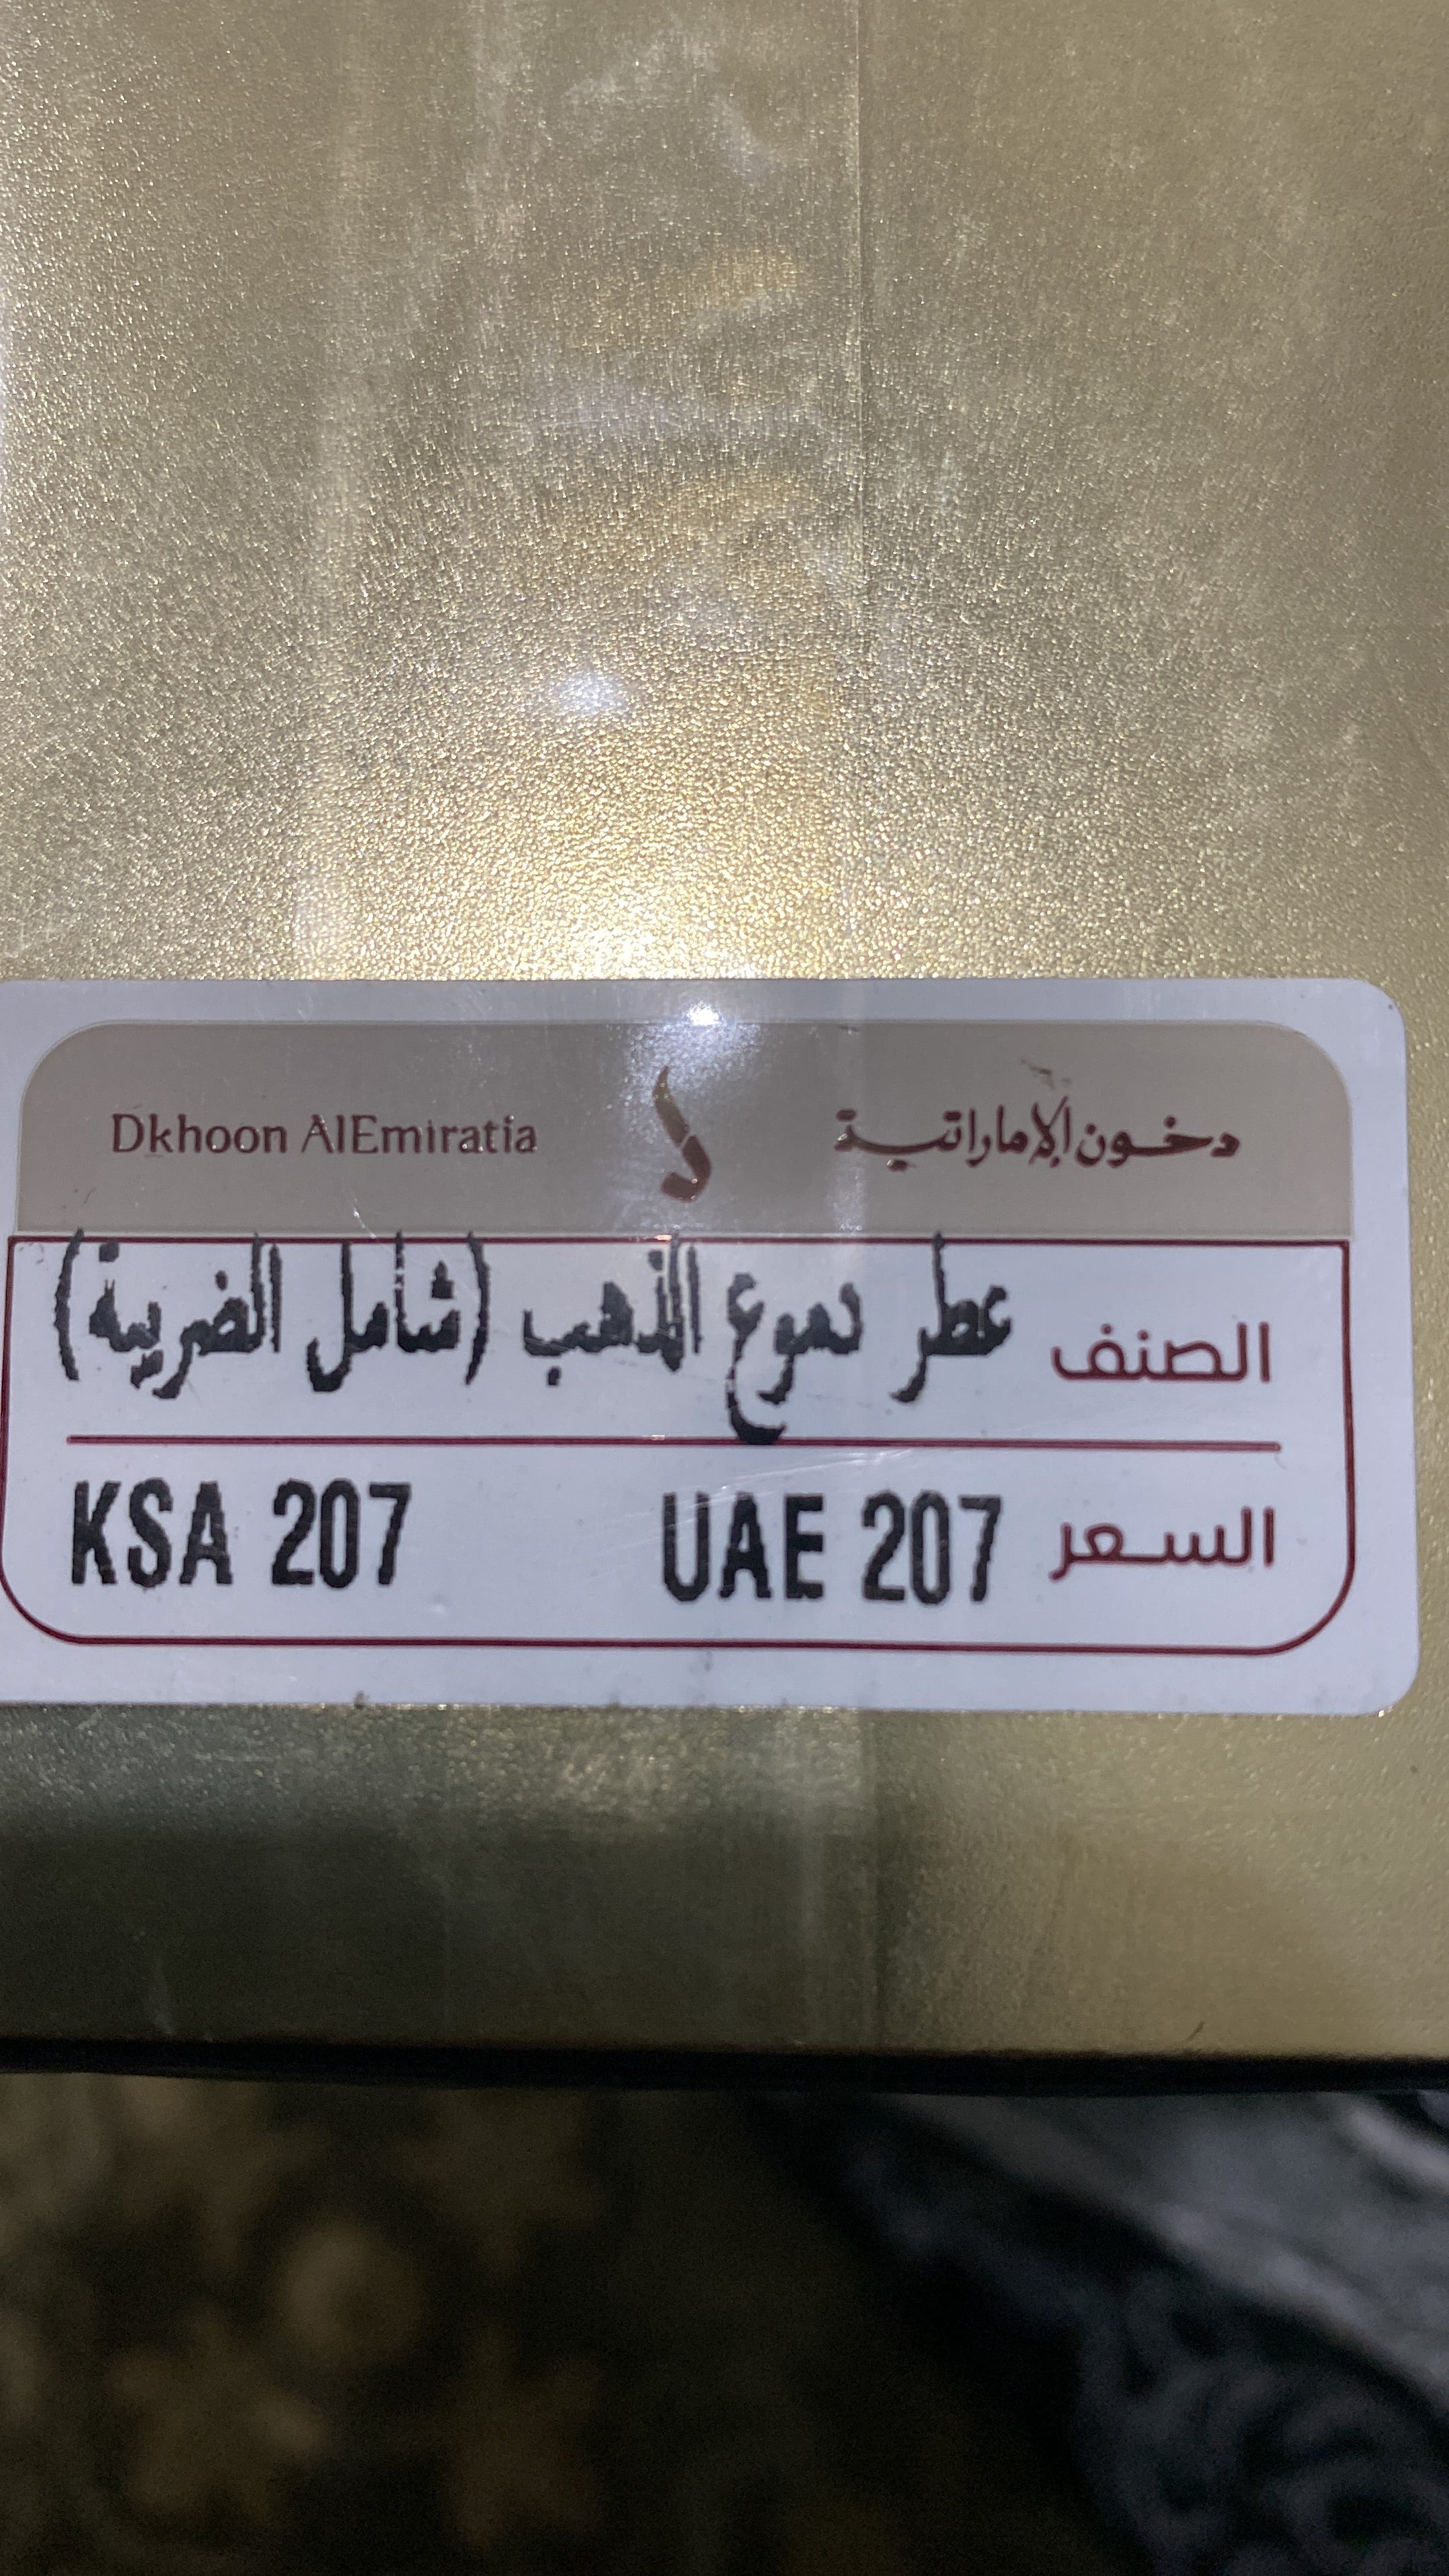 Dkhoon AlEmiratia دخون الإماراتية
الصنف عطر دموع الذهب (شامل الضريبة)
السعر UAE 207 KSA 207